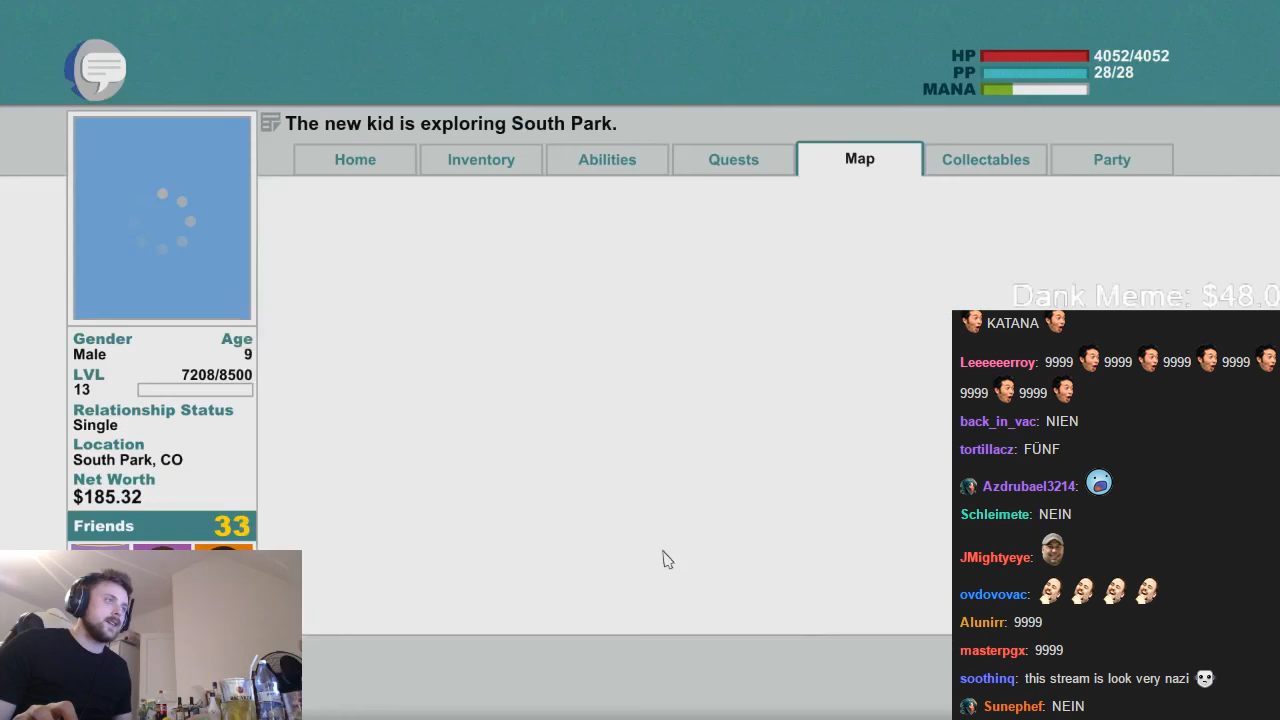 HP 4052/4052
PP 28/28
MANA
The new kid is exploring South Park.
Home Inventory Abilities Quests Map Collectables Party
Gender Age
Male 9
LVL 7208/8500
13
Relationship Status
Single
Location
South Park, CO
Net Worth
$185.32
Friends 33
Dank Meme: $48.0
KATANA
Leeeeeerroy: 9999 9999 9999 9999
9999 9999
back_in_vac: NIEN
tortillacz: FÜNF
Azdrubael3214:
Schleimete: NEIN
JMightyeye:
ovdovovac:
Alunirr: 9999
masterpgx: 9999
soothinq: this stream is look very nazi
Sunephef: NEIN